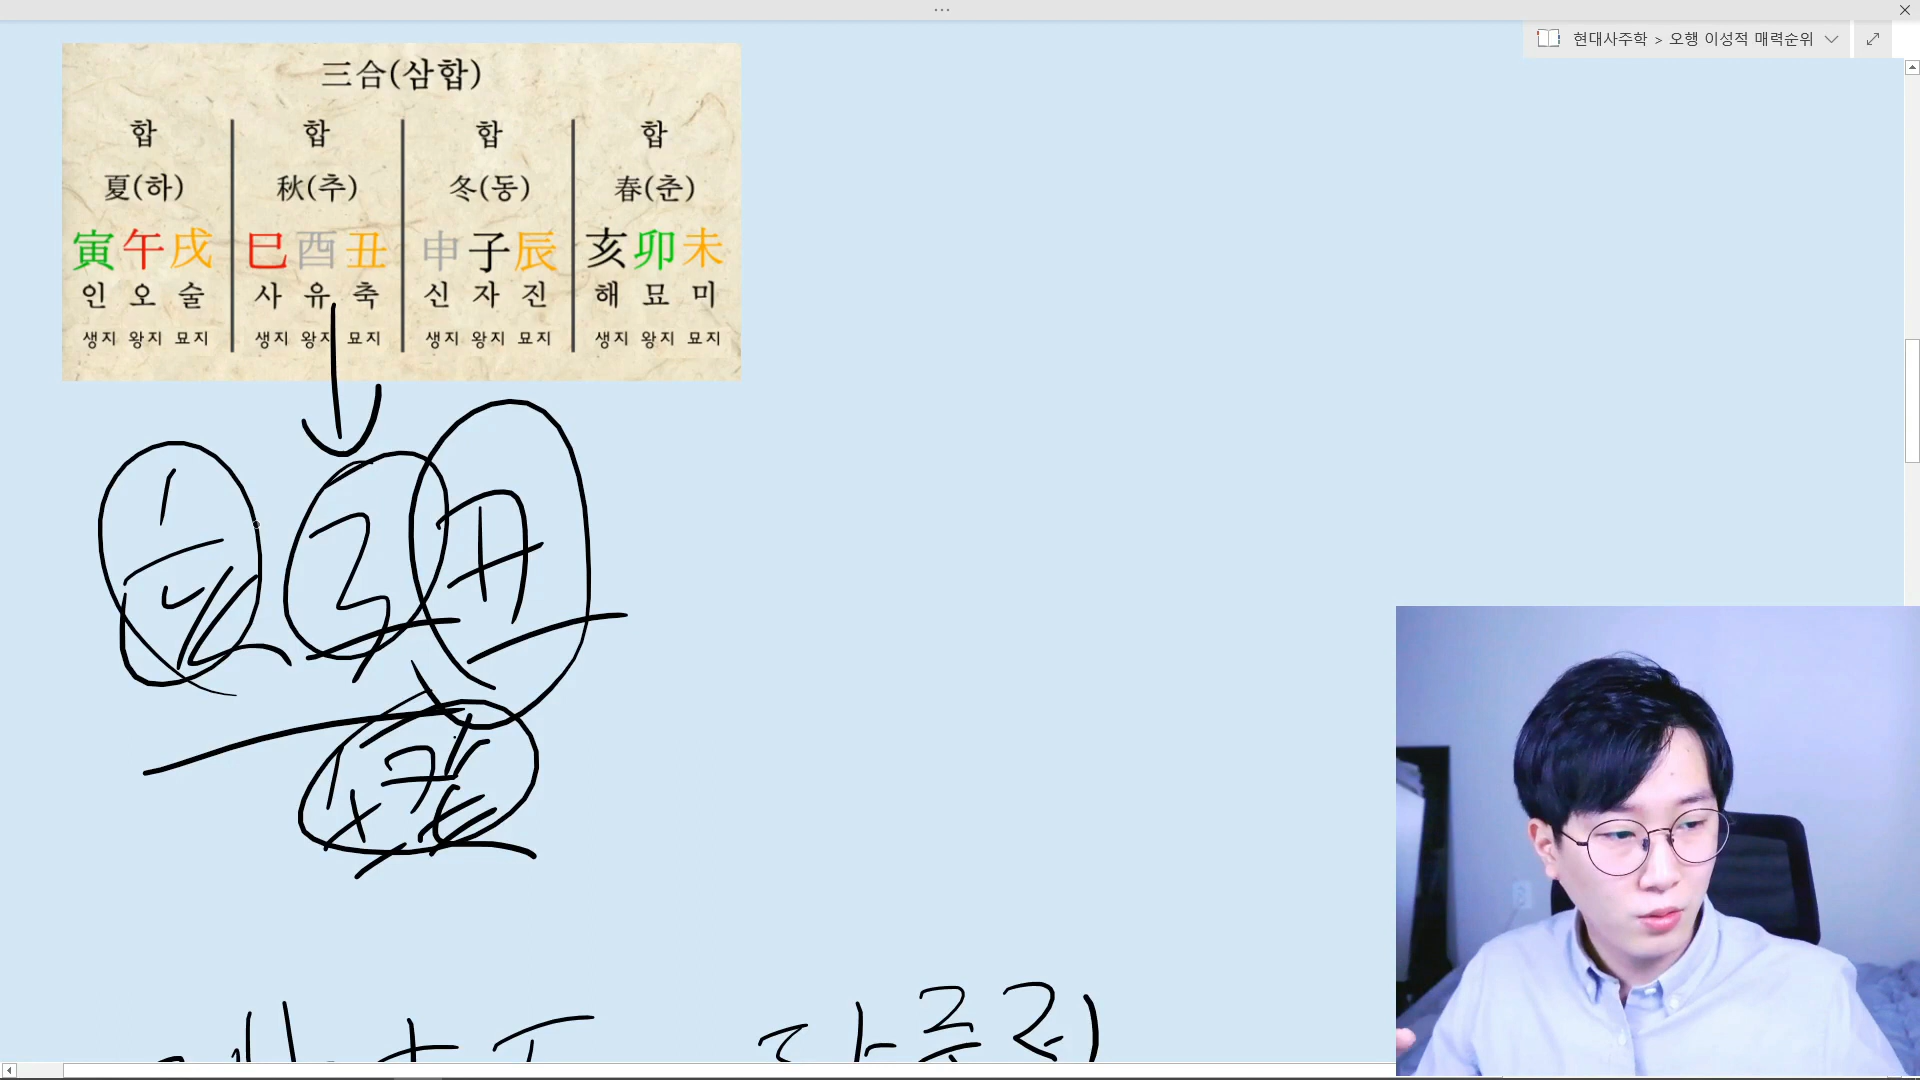 현대사주학 > 오행 이성적 매력순위
三合(삼합)
합 합 합 합
夏(하) 秋(추) 冬(동) 春(춘)
寅午戌 巳酉丑 申子辰 亥卯未
인 오 술 사 유 축 신 자 진 해 묘 미
생지 왕지 묘지 생지 왕지 묘지 생지 왕지 묘지 생지 왕지 묘지